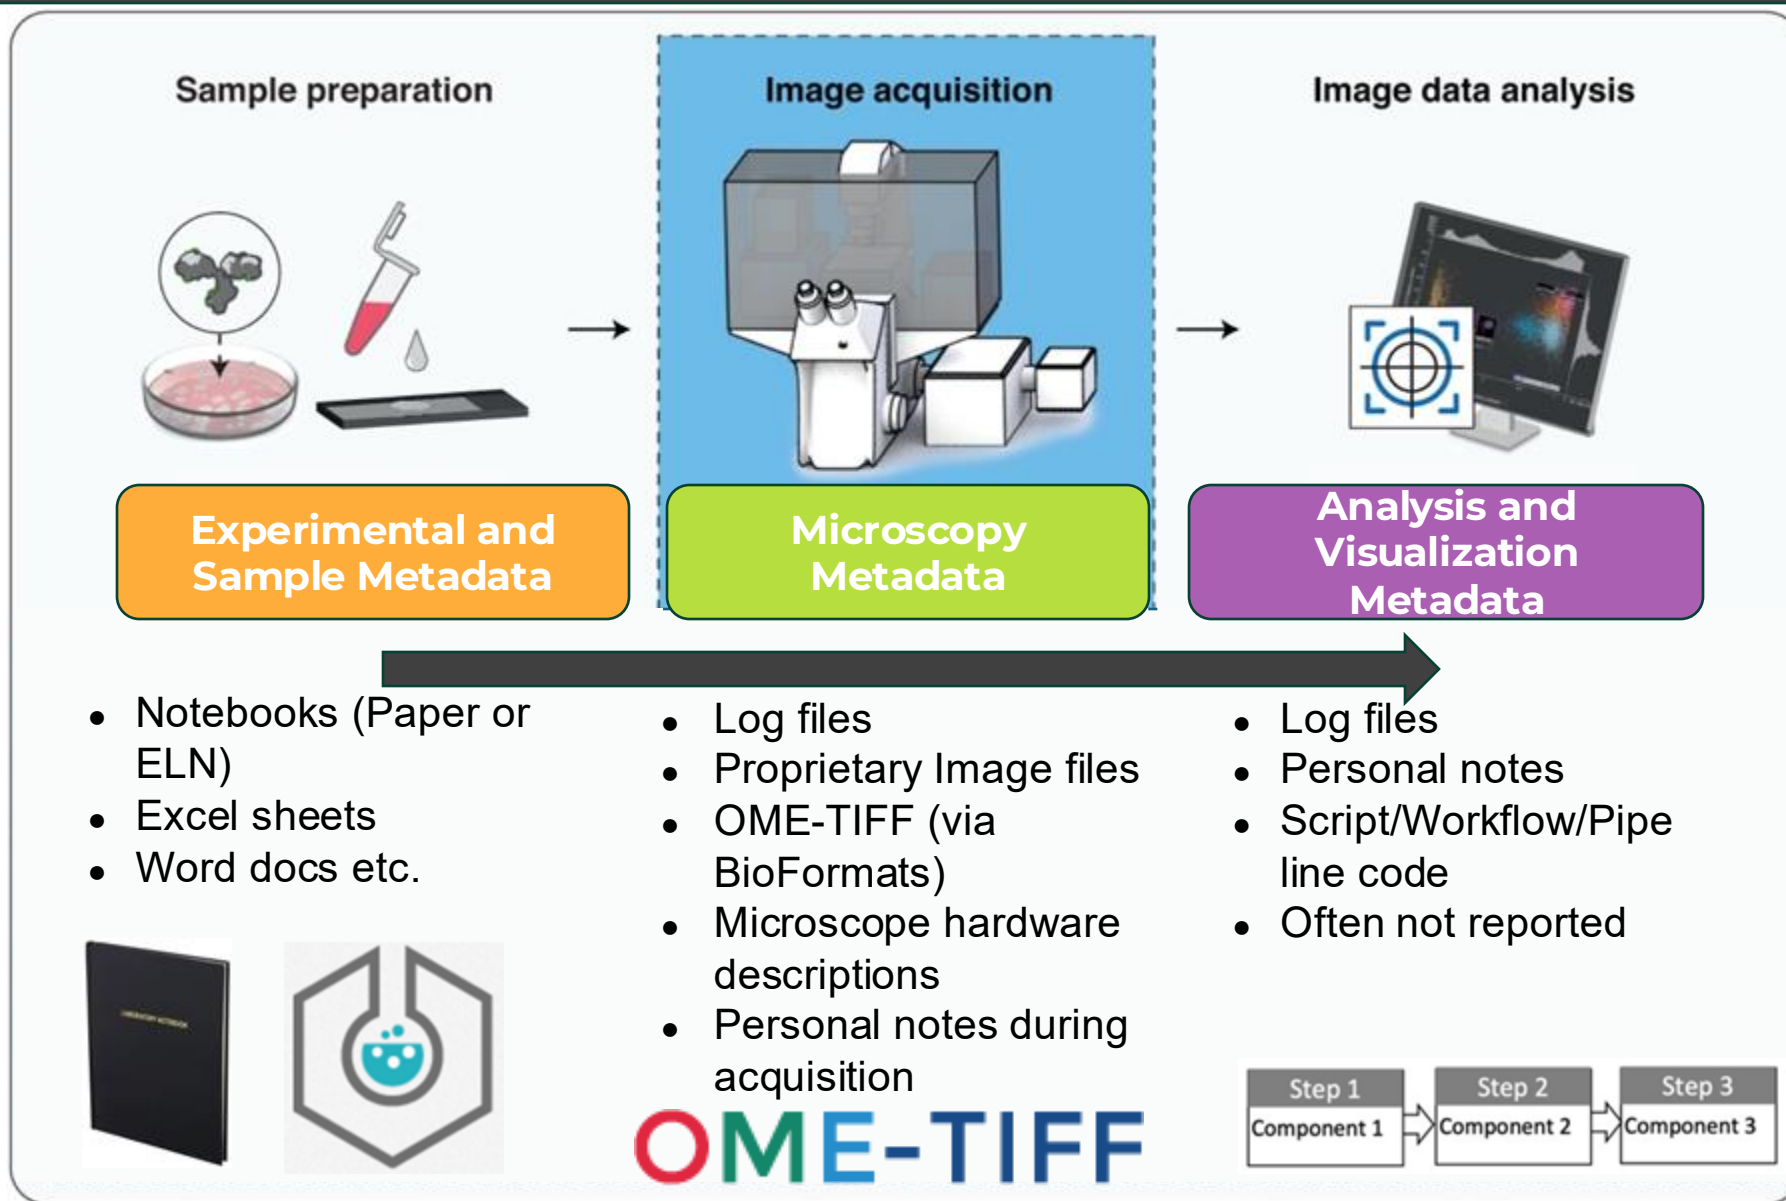 Sample preparation
Image acquisition
Image data analysis
Experimental and
Sample Metadata
Microscopy
Metadata
Analysis and
Visualization
Metadata
• Notebooks (Paper or
ELN)
• Excel sheets
• Word docs etc.
• Log files
• Proprietary Image files
• OME-TIFF (via
BioFormats)
• Microscope hardware
descriptions
• Personal notes during
acquisition
• Log files
• Personal notes
• Script/Workflow/Pipe
line code
• Often not reported
LABORATORY NOTEBOOK
OME-TIFF
Step 1
Component 1
Step 2
Component 2
Step 3
Component 3